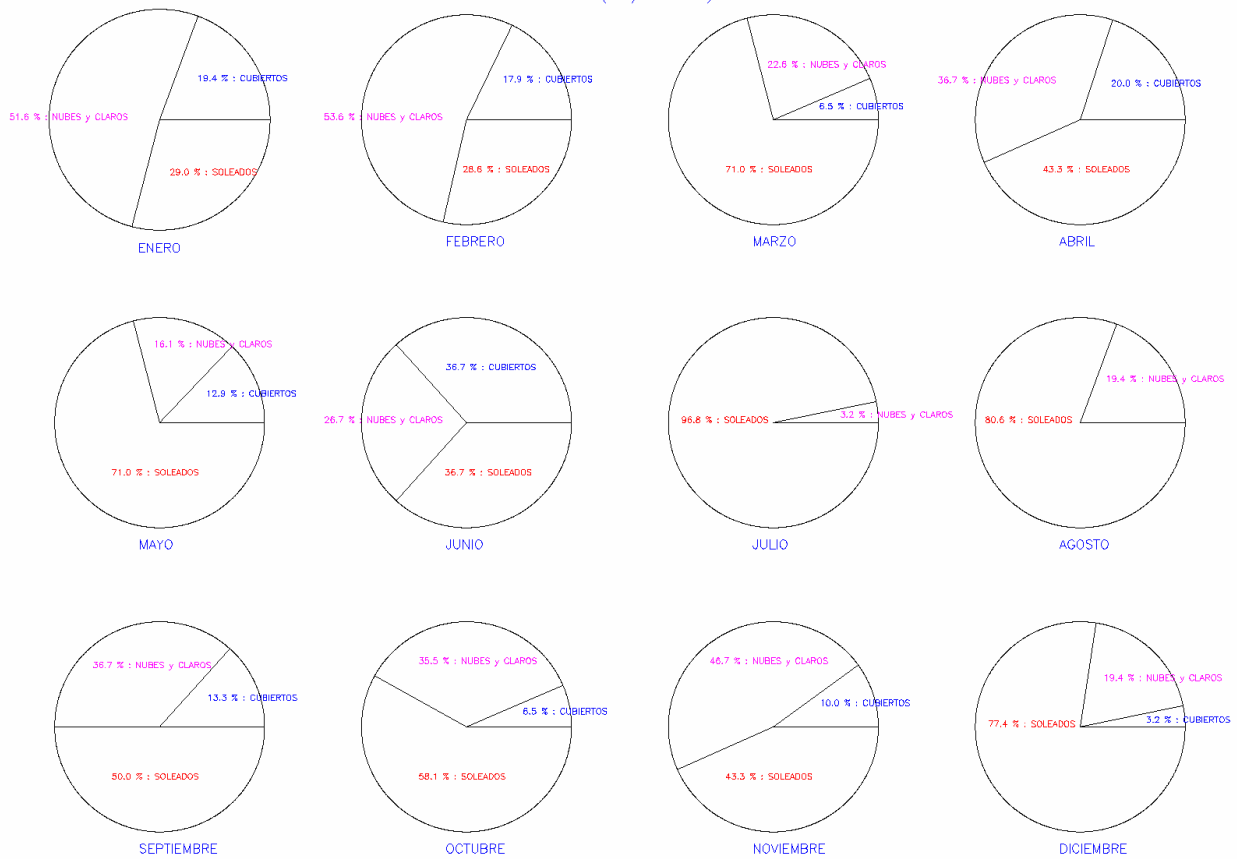 19.4 % : CUBIERTOS
51.6 % : NUBES y CLAROS
29.0 % : SOLEADOS
ENERO
17.9 % : CUBIERTOS
53.6 % : NUBES y CLAROS
28.6 % : SOLEADOS
FEBRERO
22.6 % : NUBES y CLAROS
6.5 % : CUBIERTOS
71.0 % : SOLEADOS
MARZO
36.7 % : NUBES y CLAROS
20.0 % : CUBIERTOS
43.3 % : SOLEADOS
ABRIL
16.1 % : NUBES y CLAROS
12.9 % : CUBIERTOS
71.0 % : SOLEADOS
MAYO
36.7 % : CUBIERTOS
26.7 % : NUBES y CLAROS
36.7 % : SOLEADOS
JUNIO
3.2 % : NUBES y CLAROS
96.8 % : SOLEADOS
JULIO
19.4 % : NUBES y CLAROS
80.6 % : SOLEADOS
AGOSTO
36.7 % : NUBES y CLAROS
13.3 % : CUBIERTOS
50.0 % : SOLEADOS
SEPTIEMBRE
35.5 % : NUBES y CLAROS
6.5 % : CUBIERTOS
58.1 % : SOLEADOS
OCTUBRE
46.7 % : NUBES y CLAROS
10.0 % : CUBIERTOS
43.3 % : SOLEADOS
NOVIEMBRE
19.4 % : NUBES y CLAROS
3.2 % : CUBIERTOS
77.4 % : SOLEADOS
DICIEMBRE